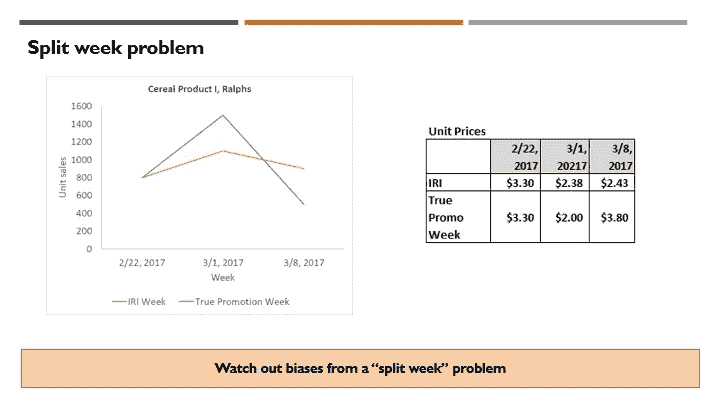 Split week problem
Cereal Product I, Ralphs
1600
1400
1200
1000
800
600
400
200
0
Unit sales
2/22, 2017 3/1, 2017 3/8, 2017
Week
IRI Week True Promotion Week
Unit Prices
2/22, 3/1, 3/8,
2017 20217 2017
IRI $3.30 $2.38 $2.43
True
Promo $3.30 $2.00 $3.80
Week
Watch out biases from a “split week” problem